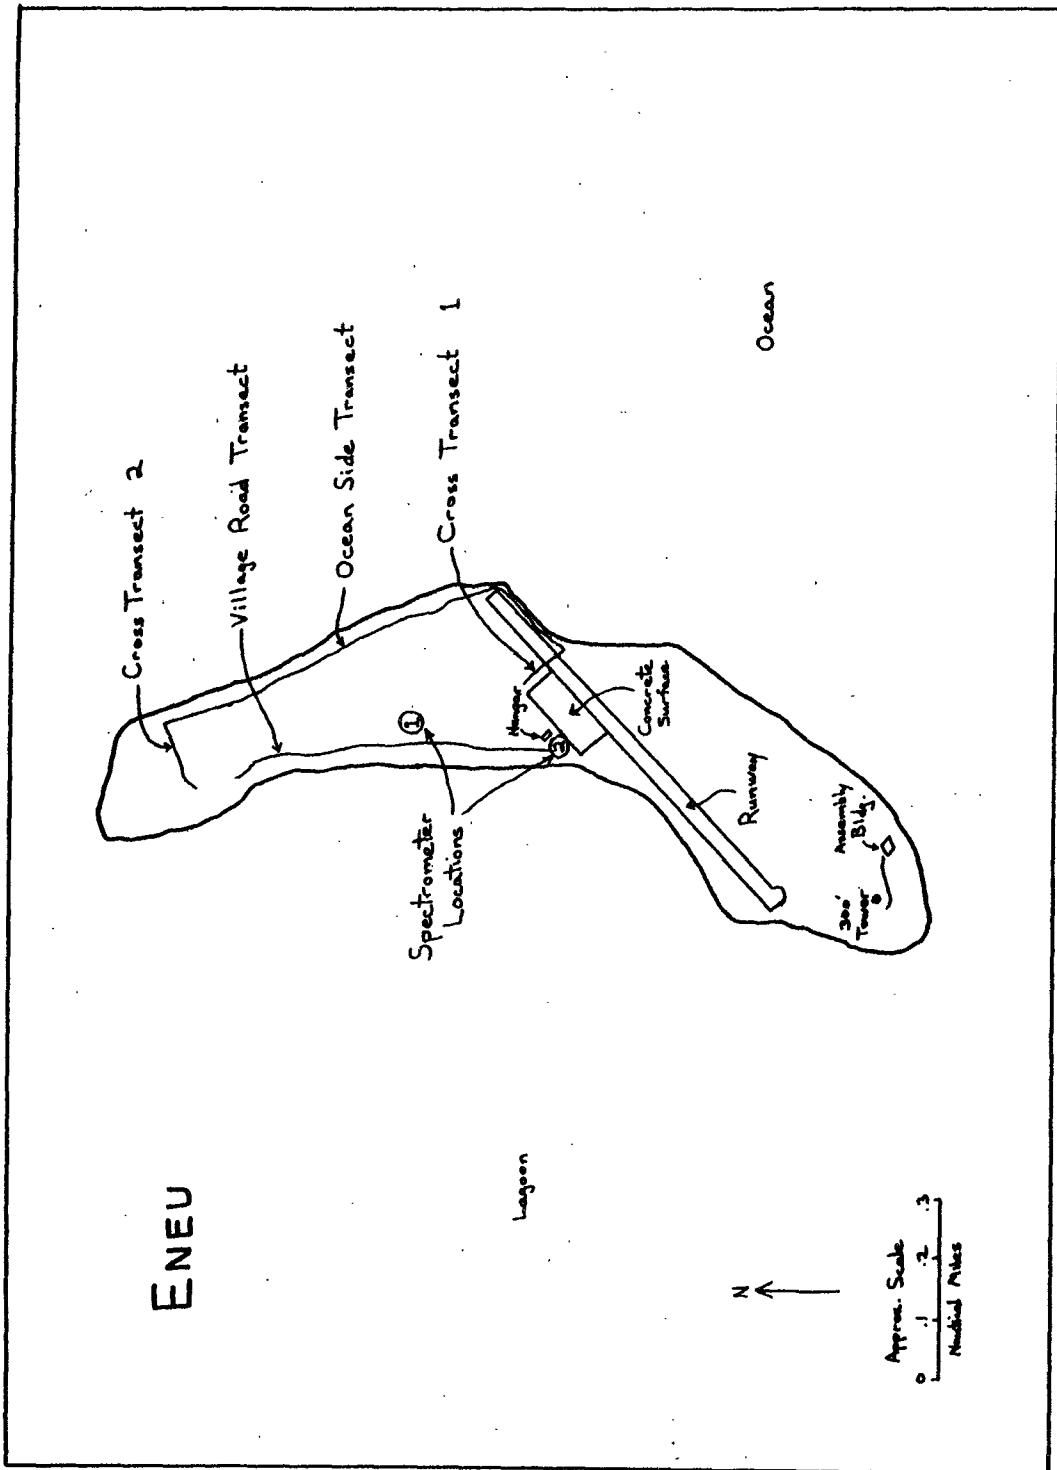 ENEU
Cross Transect 2
Village Road Transect
Ocean Side Transect
Cross Transect 1
Spectrometer
Locations
1
2
Hangar
Concrete
Surface
Runway
Ocean
Lagoon
300'
Tower
Assembly
Bldg.
N
Approx. Scale
0 .1 .2 .3
Nautical Miles